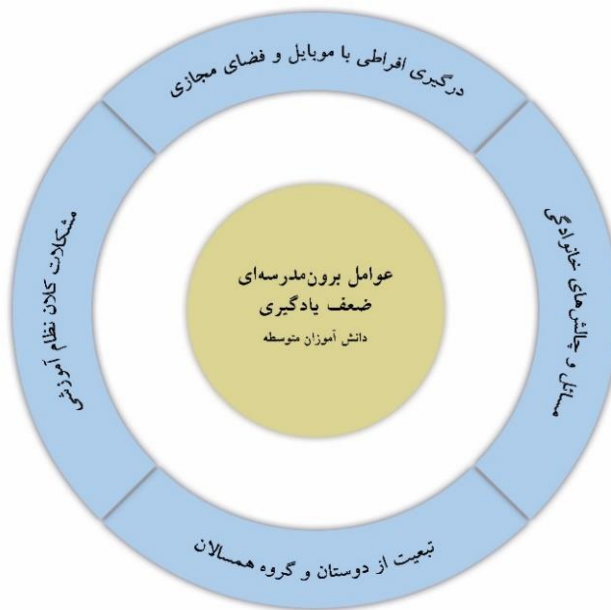 درگیری افراطی با موبایل و فضای مجازی
مسائل و چالش‌های خانوادگی
تبعیت از دوستان و گروه همسالان
مشکلات کلان نظام آموزشی
عوامل برون‌مدرسه‌ای
ضعف یادگیری
دانش آموزان متوسطه